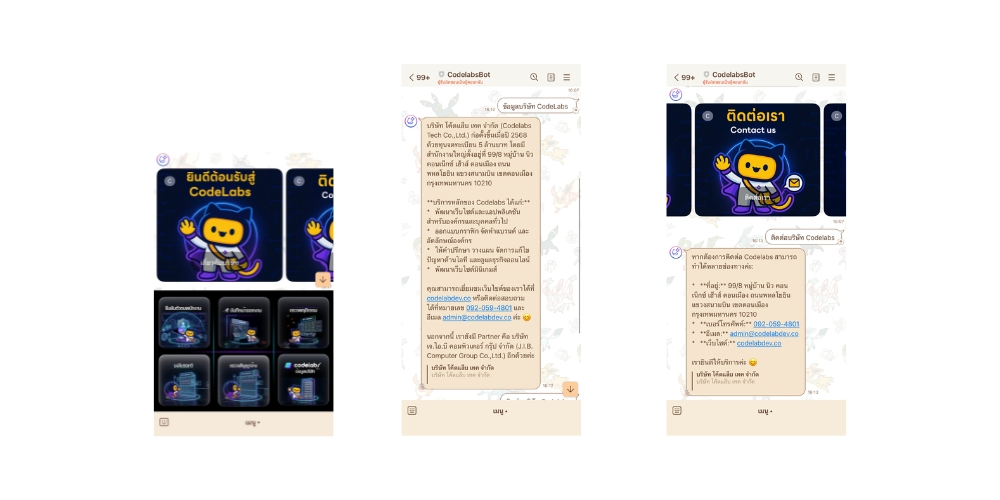 ยินดีต้อนรับสู่
CodeLabs
codelabs/
เมนู
99+
CodelabsBot
16:07
16:12
ข้อมูลบริษัท CodeLabs
บริษัท โค้ดแล็บ เทค จำกัด (Codelabs
Tech Co.,Ltd.) ก่อตั้งขึ้นเมื่อปี 2568
ด้วยทุนจดทะเบียน 5 ล้านบาท โดยมี
สำนักงานใหญ่ตั้งอยู่ที่ 99/8 หมู่บ้าน นิว
คอนเน็กซ์ เฮ้าส์ ดอนเมือง ถนน
พหลโยธิน แขวงสนามบิน เขตดอนเมือง
กรุงเทพมหานคร 10210
**บริการหลักของ Codelabs ได้แก่:**
* พัฒนาเว็บไซต์และแอปพลิเคชัน
สำหรับองค์กรและบุคคลทั่วไป
* ออกแบบกราฟิก จัดทำแบรนด์ และ
อัตลักษณ์องค์กร
* ให้คำปรึกษา วางแผน จัดการแก้ไข
ปัญหาด้านไอที และดูแลธุรกิจออนไลน์
* พัฒนาเว็บไซต์มินิเกมส์
คุณสามารถเยี่ยมชมเว็บไซต์ของเราได้ที่
codelabdev.co หรือติดต่อสอบถาม
ได้ที่หมายเลข 092-059-4801 และ
อีเมล admin@codelabdev.co ค่ะ 😊
นอกจากนี้ เรายังมี Partner คือ บริษัท
เจ.ไอ.บี คอมพิวเตอร์ กรุ๊ป จำกัด (J.I.B.
Computer Group Co.,Ltd.) อีกด้วยค่ะ
บริษัท โค้ดแล็บ เทค จำกัด
บริษัท โค้ดแล็บ เทค จำกัด
16:12
เมนู
99+
CodelabsBot
ติดต่อเรา
Contact us
ติดต่อเรา
16:07
16:13
ติดต่อบริษัท Codelabs
หากต้องการติดต่อ Codelabs สามารถ
ทำได้หลายช่องทางค่ะ:
* **ที่อยู่:** 99/8 หมู่บ้าน นิว คอน
เน็กซ์ เฮ้าส์ ดอนเมือง ถนนพหลโยธิน
แขวงสนามบิน เขตดอนเมือง
กรุงเทพมหานคร 10210
* **เบอร์โทรศัพท์:** 092-059-4801
* **อีเมล:** admin@codelabdev.co
* **เว็บไซต์:** codelabdev.co
เรายินดีให้บริการค่ะ 😊
บริษัท โค้ดแล็บ เทค จำกัด
บริษัท โค้ดแล็บ เทค จำกัด
16:13
เมนู